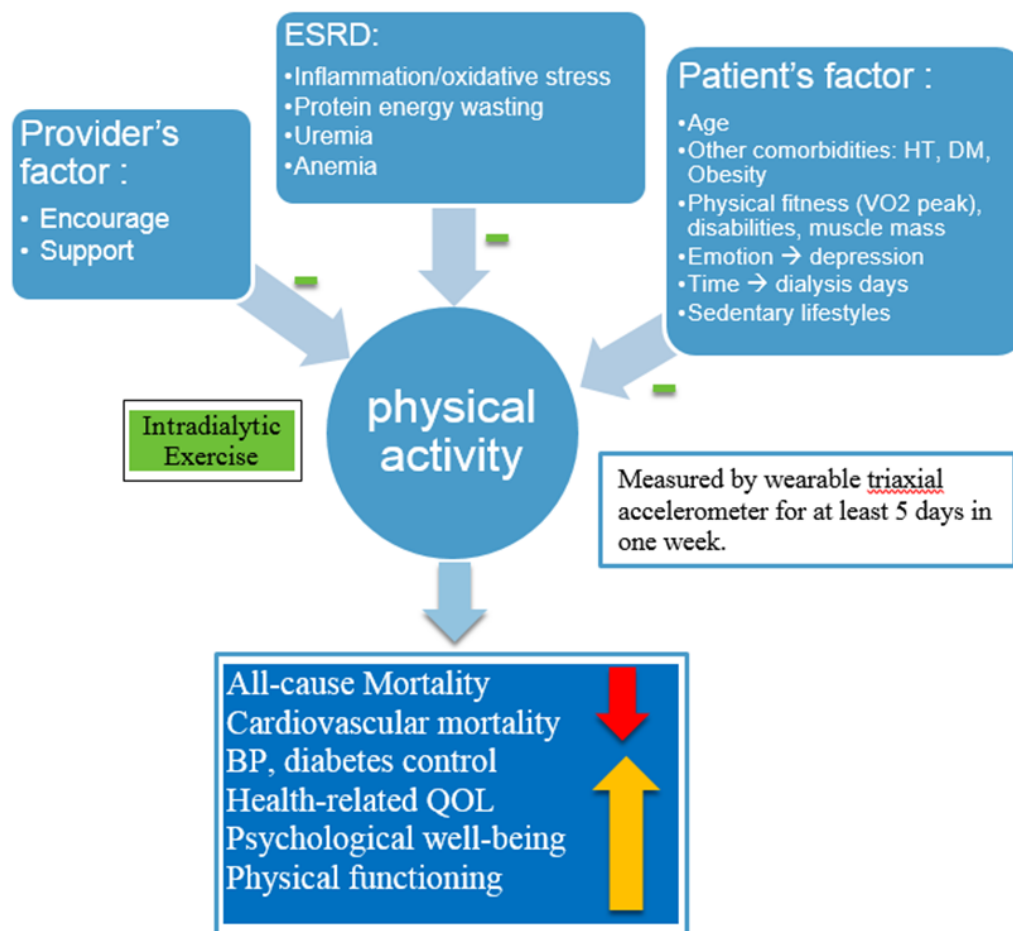 ESRD:
•Inflammation/oxidative stress
•Protein energy wasting
•Uremia
•Anemia
Provider’s
factor :
• Encourage
• Support
Patient’s factor :
•Age
•Other comorbidities: HT, DM,
Obesity
•Physical fitness (VO2 peak),
disabilities, muscle mass
•Emotion → depression
•Time → dialysis days
•Sedentary lifestyles
physical
activity
Intradialytic
Exercise
Measured by wearable triaxial
accelerometer for at least 5 days in
one week.
All-cause Mortality
Cardiovascular mortality
BP, diabetes control
Health-related QOL
Psychological well-being
Physical functioning